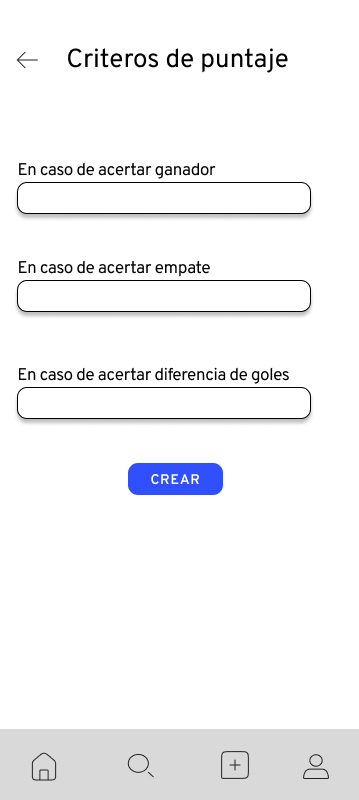 Criteros de puntaje
En caso de acertar ganador
En caso de acertar empate
En caso de acertar diferencia de goles
CREAR